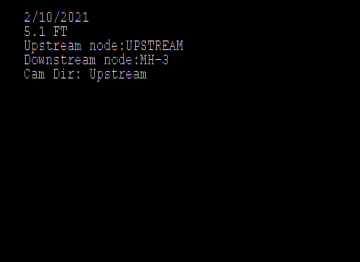 2/10/2021
5.1 FT
Upstream node:UPSTREAM
Downstream node:MH-3
Cam Dir: Upstream